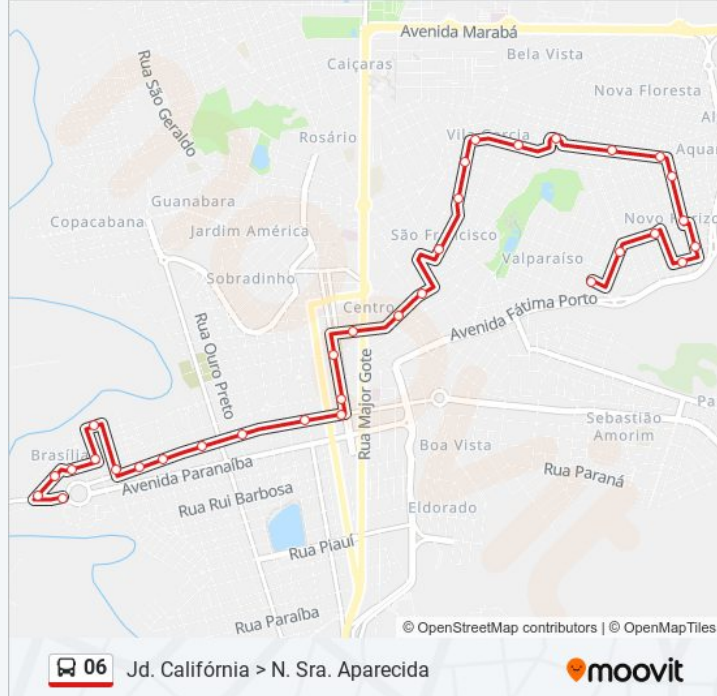 Avenida Marabá
Bela Vista
Caiçaras
Nova Floresta
Rua São Geraldo
Rosário
Vila Garcia
Aquar
Guanabara
Copacabana
Jardim América
São Francisco
Novo Horizo
Valparaíso
Sobradinho
Centro
Avenida Fátima Porto
Rua Ouro Preto
Rua Major Gote
Sebastião
Amorim
Boa Vista
Brasília
Avenida Paranaíba
Rua Paraná
Rua Rui Barbosa
Eldorado
Rua Piauí
Rua Paraíba
© OpenStreetMap contributors | © OpenMapTiles
06 Jd. Califórnia > N. Sra. Aparecida
moovit